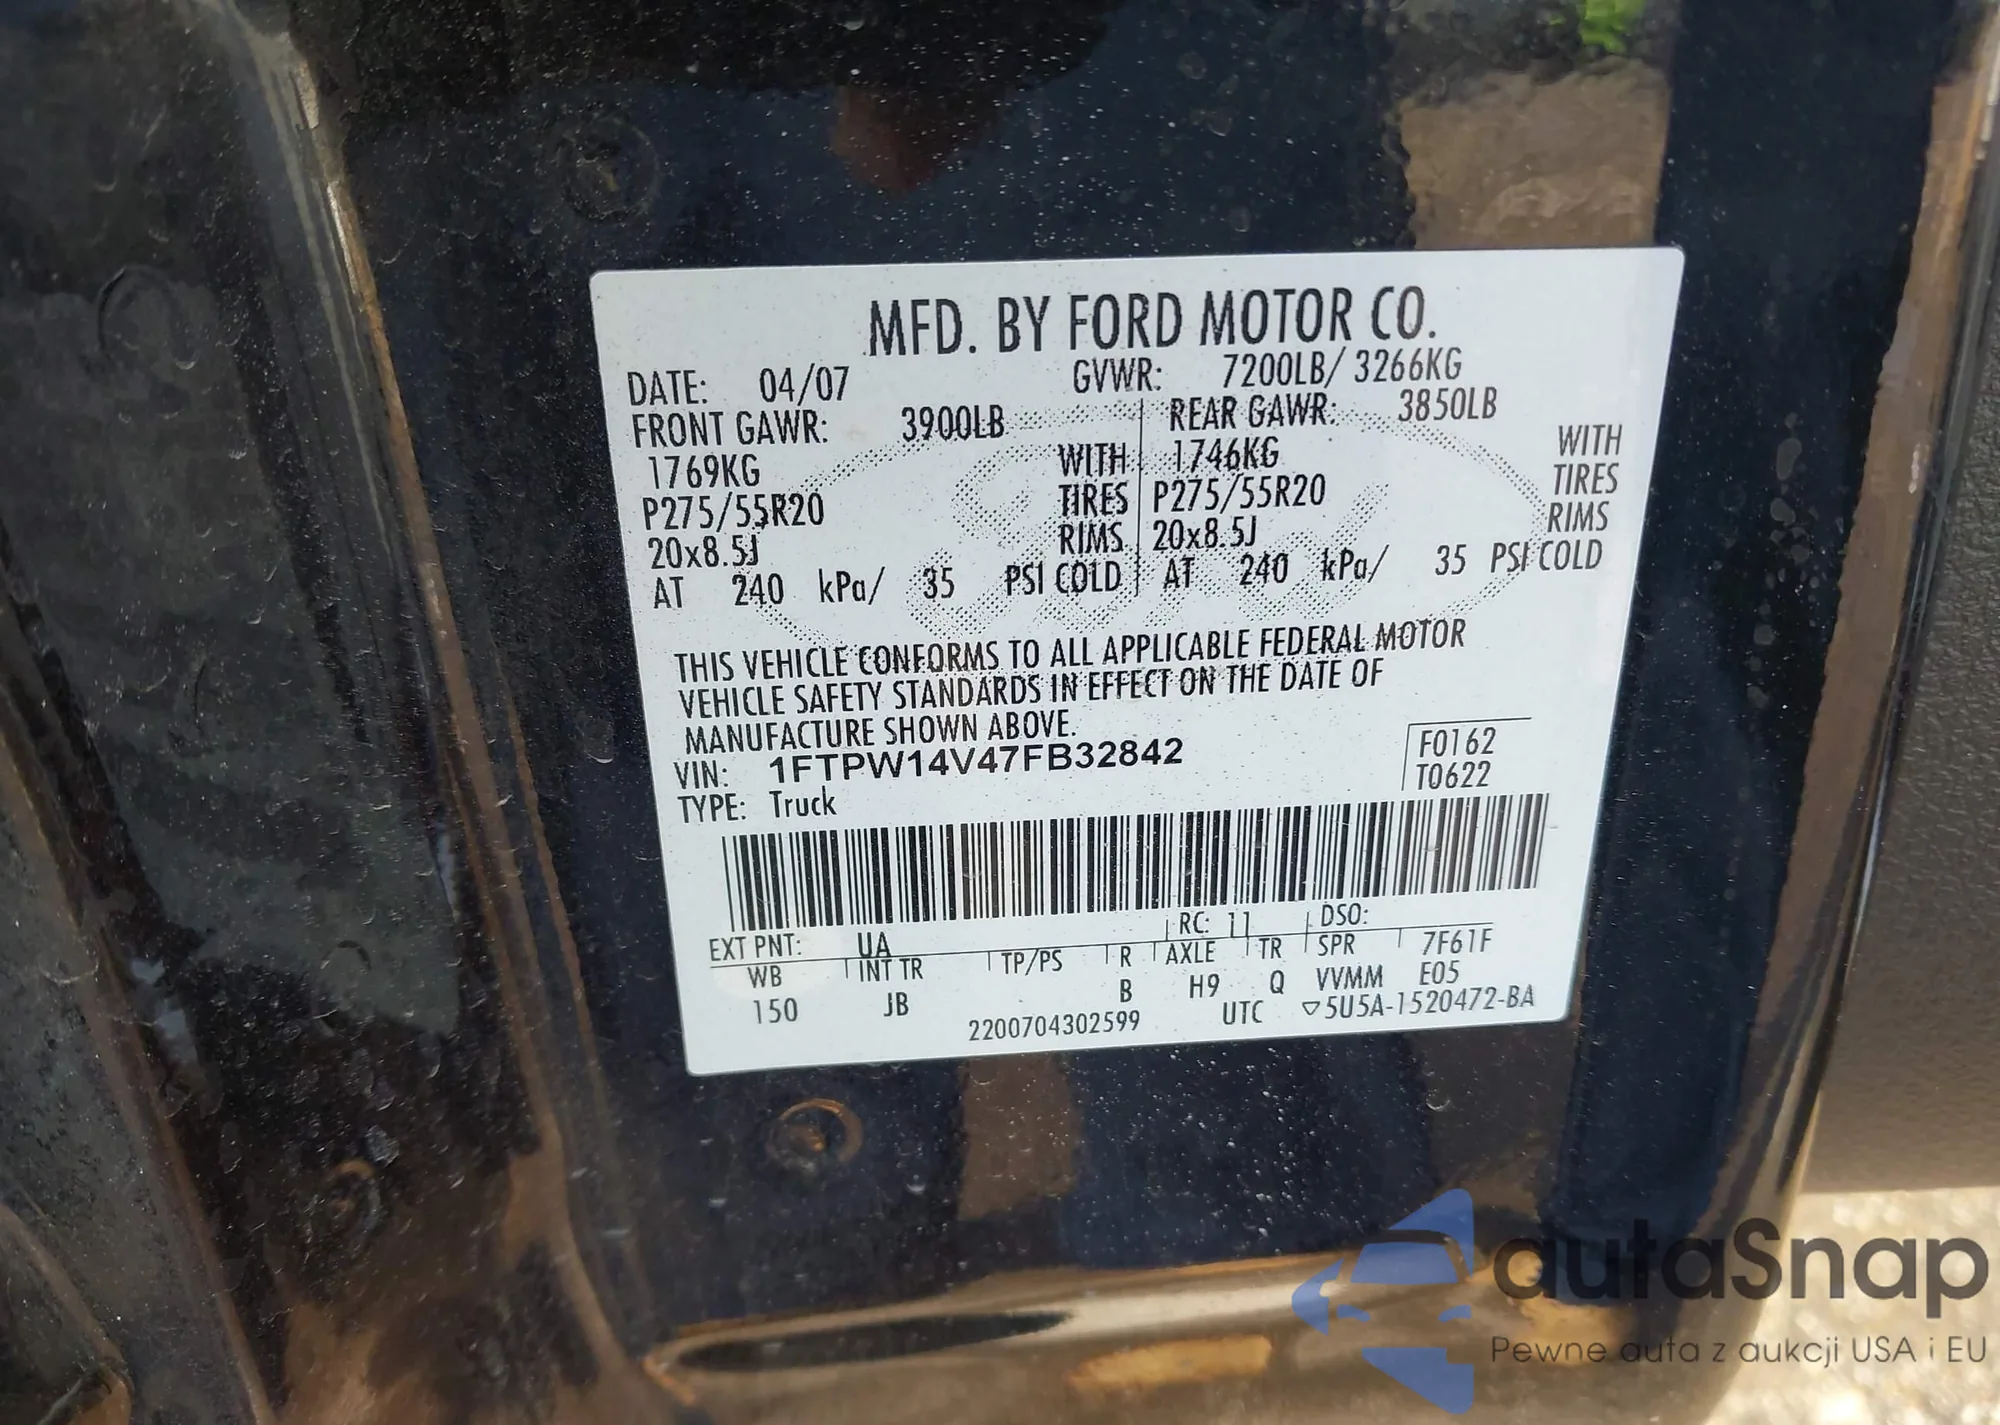 MFD. BY FORD MOTOR CO.
DATE: 04/07 GVWR: 7200LB/ 3266KG
FRONT GAWR: 3900LB REAR GAWR: 3850LB
1769KG WITH 1746KG WITH
P275/55R20 TIRES P275/55R20 TIRES
20x8.5J RIMS 20x8.5J RIMS
AT 240 kPa/ 35 PSI COLD AT 240 kPa/ 35 PSI COLD
THIS VEHICLE CONFORMS TO ALL APPLICABLE FEDERAL MOTOR
VEHICLE SAFETY STANDARDS IN EFFECT ON THE DATE OF
MANUFACTURE SHOWN ABOVE.
VIN: 1FTPW14V47FB32842 F0162
TYPE: Truck T0622
EXT PNT: UA RC: 11 DSO:
WB INT TR TP/PS R AXLE TR SPR 7F61F
150 JB B H9 Q VVMM E05
2200704302599 UTC ▽5U5A-1520472-BA
autaSnap
Pewne auta z aukcji USA i EU